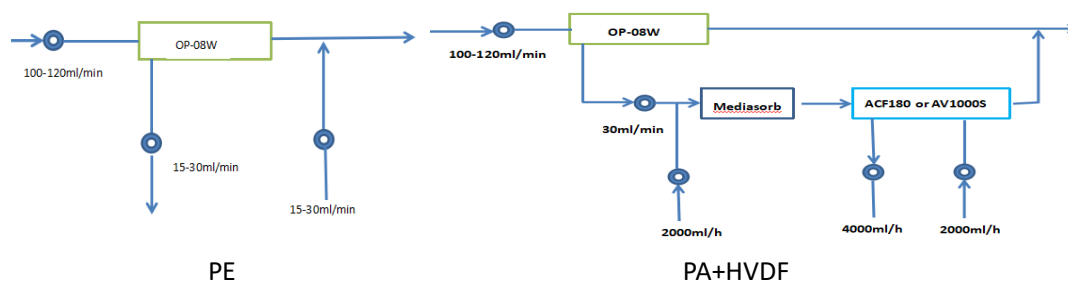 OP-08W
100-120ml/min
15-30ml/min
15-30ml/min
PE
OP-08W
100-120ml/min
Mediasorb
ACF180 or AV1000S
30ml/min
2000ml/h
4000ml/h
2000ml/h
PA+HVDF